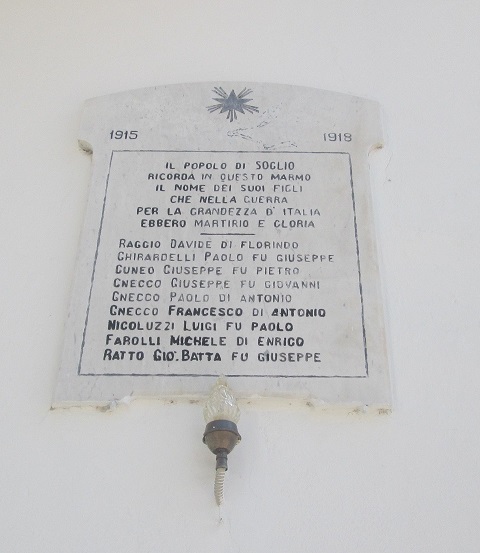 1915 1918
IL POPOLO DI SOGLIO
RICORDA IN QUESTO MARMO
IL NOME DEI SUOI FIGLI
CHE NELLA GUERRA
PER LA GRANDEZZA D'ITALIA
EBBERO MARTIRIO E GLORIA
RAGGIO DAVIDE DI FLORINDO
GHIRARDELLI PAOLO FU GIUSEPPE
CUNEO GIUSEPPE FU PIETRO
GNECCO GIUSEPPE FU GIOVANNI
GNECCO PAOLO DI ANTONIO
GNECCO FRANCESCO DI ANTONIO
NICOLUZZI LUIGI FU PAOLO
FAROLLI MICHELE DI ENRICO
RATTO GIO. BATTA FU GIUSEPPE